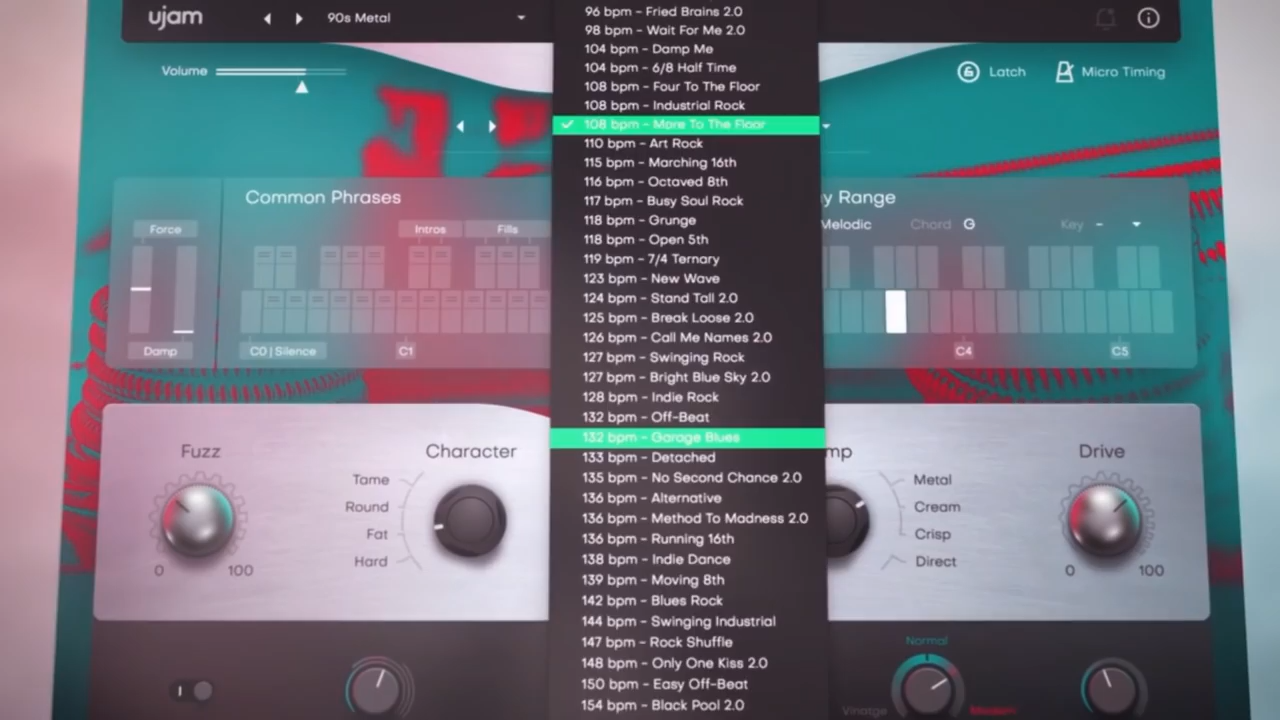 ujam
90s Metal
Volume
Latch
Micro Timing
96 bpm – Fried Brains 2.0
98 bpm – Wait For Me 2.0
104 bpm – Damp Me
104 bpm – 6/8 Half Time
108 bpm – Four To The Floor
108 bpm – Industrial Rock
108 bpm – More To The Floor
110 bpm – Art Rock
115 bpm – Marching 16th
116 bpm – Octaved 8th
117 bpm – Busy Soul Rock
118 bpm – Grunge
118 bpm – Open 5th
119 bpm – 7/4 Ternary
123 bpm – New Wave
124 bpm – Stand Tall 2.0
125 bpm – Break Loose 2.0
126 bpm – Call Me Names 2.0
127 bpm – Swinging Rock
127 bpm – Bright Blue Sky 2.0
128 bpm – Indie Rock
132 bpm – Off-Beat
132 bpm – Garage Blues
133 bpm – Detached
135 bpm – No Second Chance 2.0
136 bpm – Alternative
136 bpm – Method To Madness 2.0
136 bpm – Running 16th
138 bpm – Indie Dance
139 bpm – Moving 8th
142 bpm – Blues Rock
144 bpm – Swinging Industrial
147 bpm – Rock Shuffle
148 bpm – Only One Kiss 2.0
150 bpm – Easy Off-Beat
154 bpm – Black Pool 2.0
Common Phrases
y Range
Force
Intros
Fills
Melodic
Chord G
Key –
Damp
C0 | Silence
C1
C4
C5
Fuzz
0 100
Character
Tame
Round
Fat
Hard
mp
Metal
Cream
Crisp
Direct
Drive
0 100
Normal
Vinatge
Modern